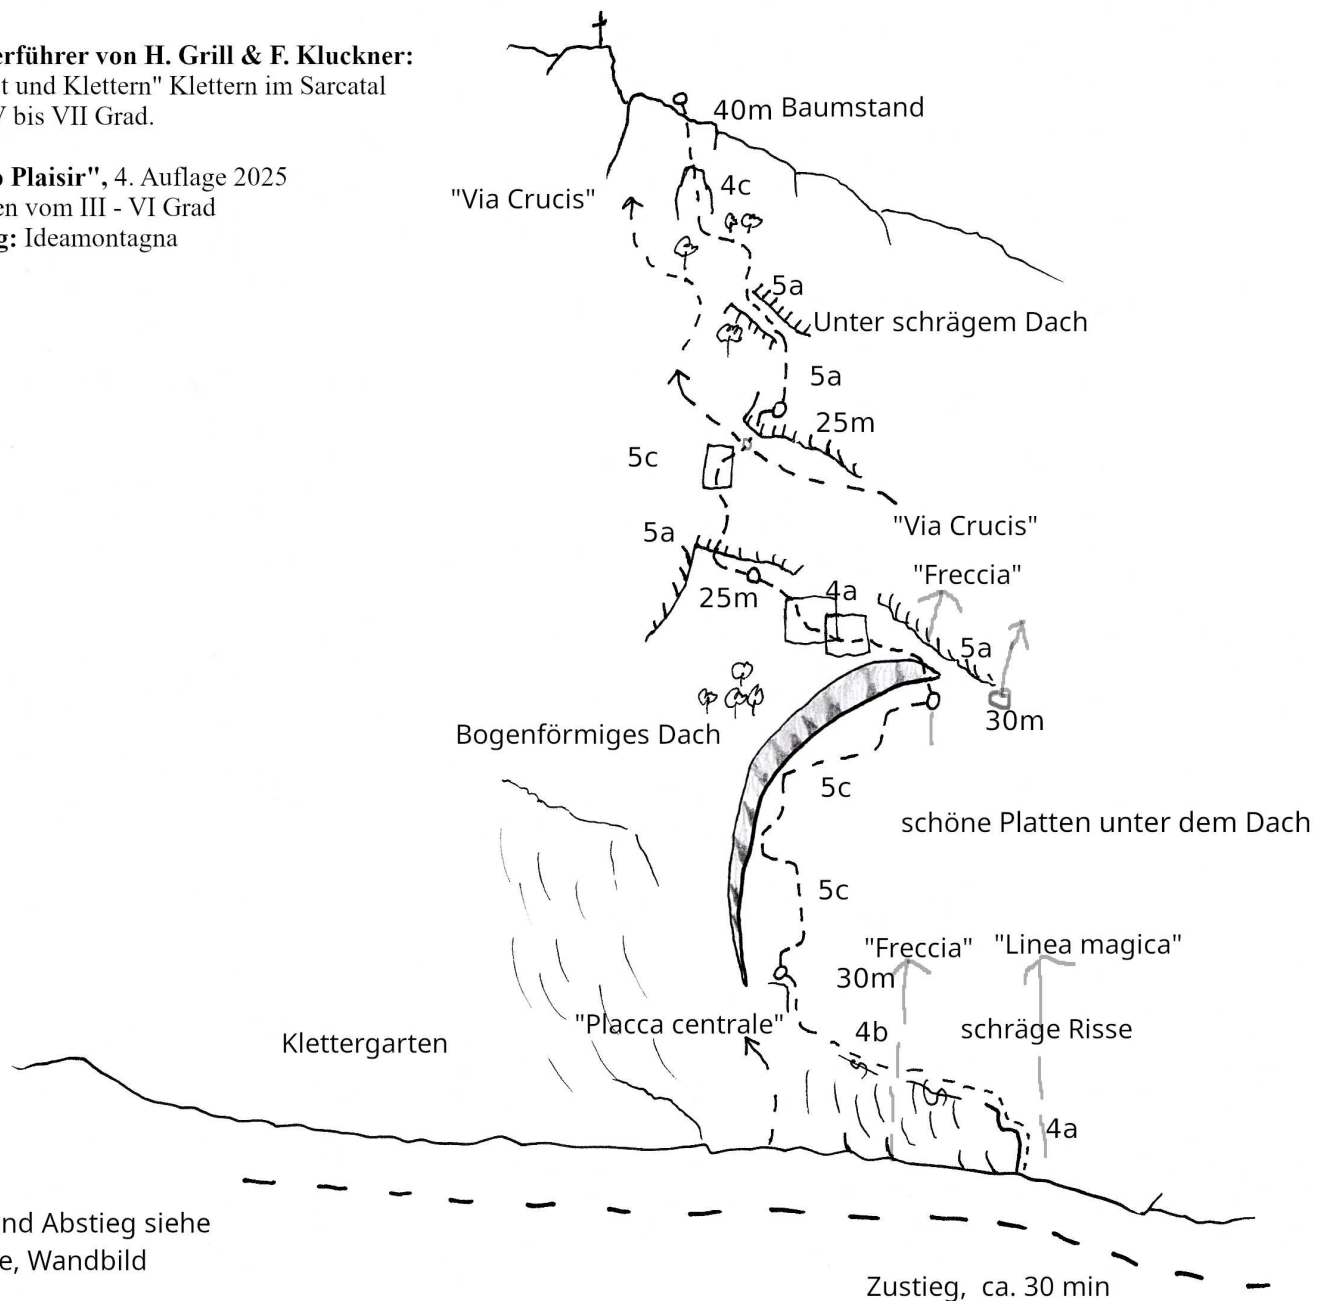 erführer von H. Grill & F. Kluckner:
t und Klettern" Klettern im Sarcatal
V bis VII Grad.
o Plaisir", 4. Auflage 2025
en vom III - VI Grad
g: Ideamontagna
40m Baumstand
4c
"Via Crucis"
5a
Unter schrägem Dach
5a
25m
5c
"Via Crucis"
5a
"Freccia"
4a
25m
5a
30m
Bogenförmiges Dach
5c
schöne Platten unter dem Dach
5c
"Freccia"
"Linea magica"
30m
"Placca centrale"
4b
schräge Risse
Klettergarten
4a
nd Abstieg siehe
e, Wandbild
Zustieg, ca. 30 min